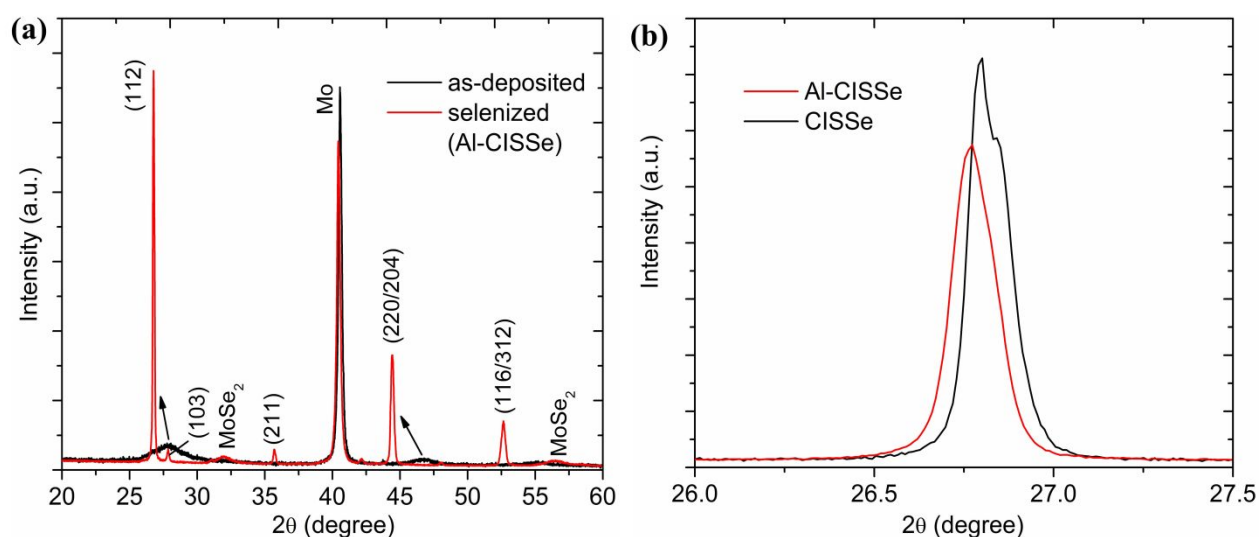 (a)
Intensity (a.u.)
(112)
(103)
MoSe₂
(211)
Mo
(220/204)
(116/312)
MoSe₂
as-deposited
selenized
(Al-CISSe)
20 25 30 35 40 45 50 55 60
2θ (degree)
(b)
Intensity (a.u.)
Al-CISSe
CISSe
26.0 26.5 27.0 27.5
2θ (degree)